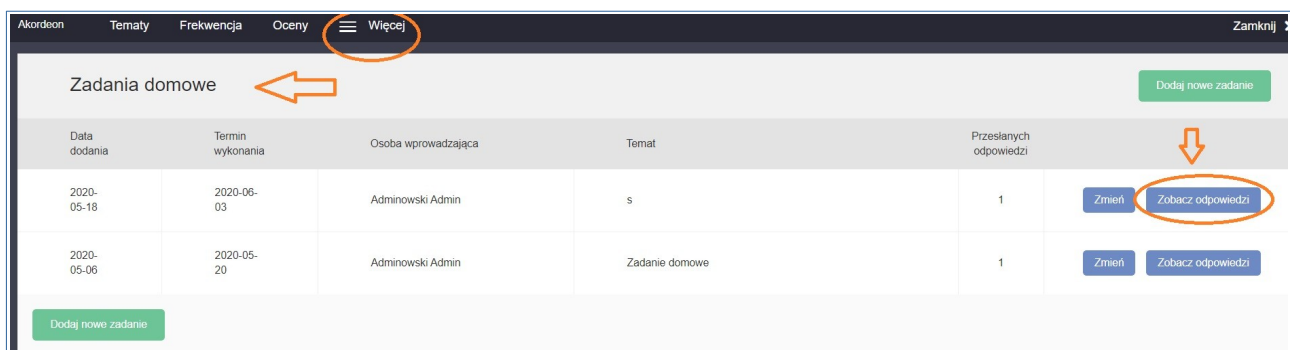 Akordeon Tematy Frekwencja Oceny Więcej Zamknij
Zadania domowe Dodaj nowe zadanie
Data dodania Termin wykonania Osoba wprowadzająca Temat Przesłanych odpowiedzi
2020-05-18 2020-06-03 Adminowski Admin s 1 Zmień Zobacz odpowiedzi
2020-05-06 2020-05-20 Adminowski Admin Zadanie domowe 1 Zmień Zobacz odpowiedzi
Dodaj nowe zadanie